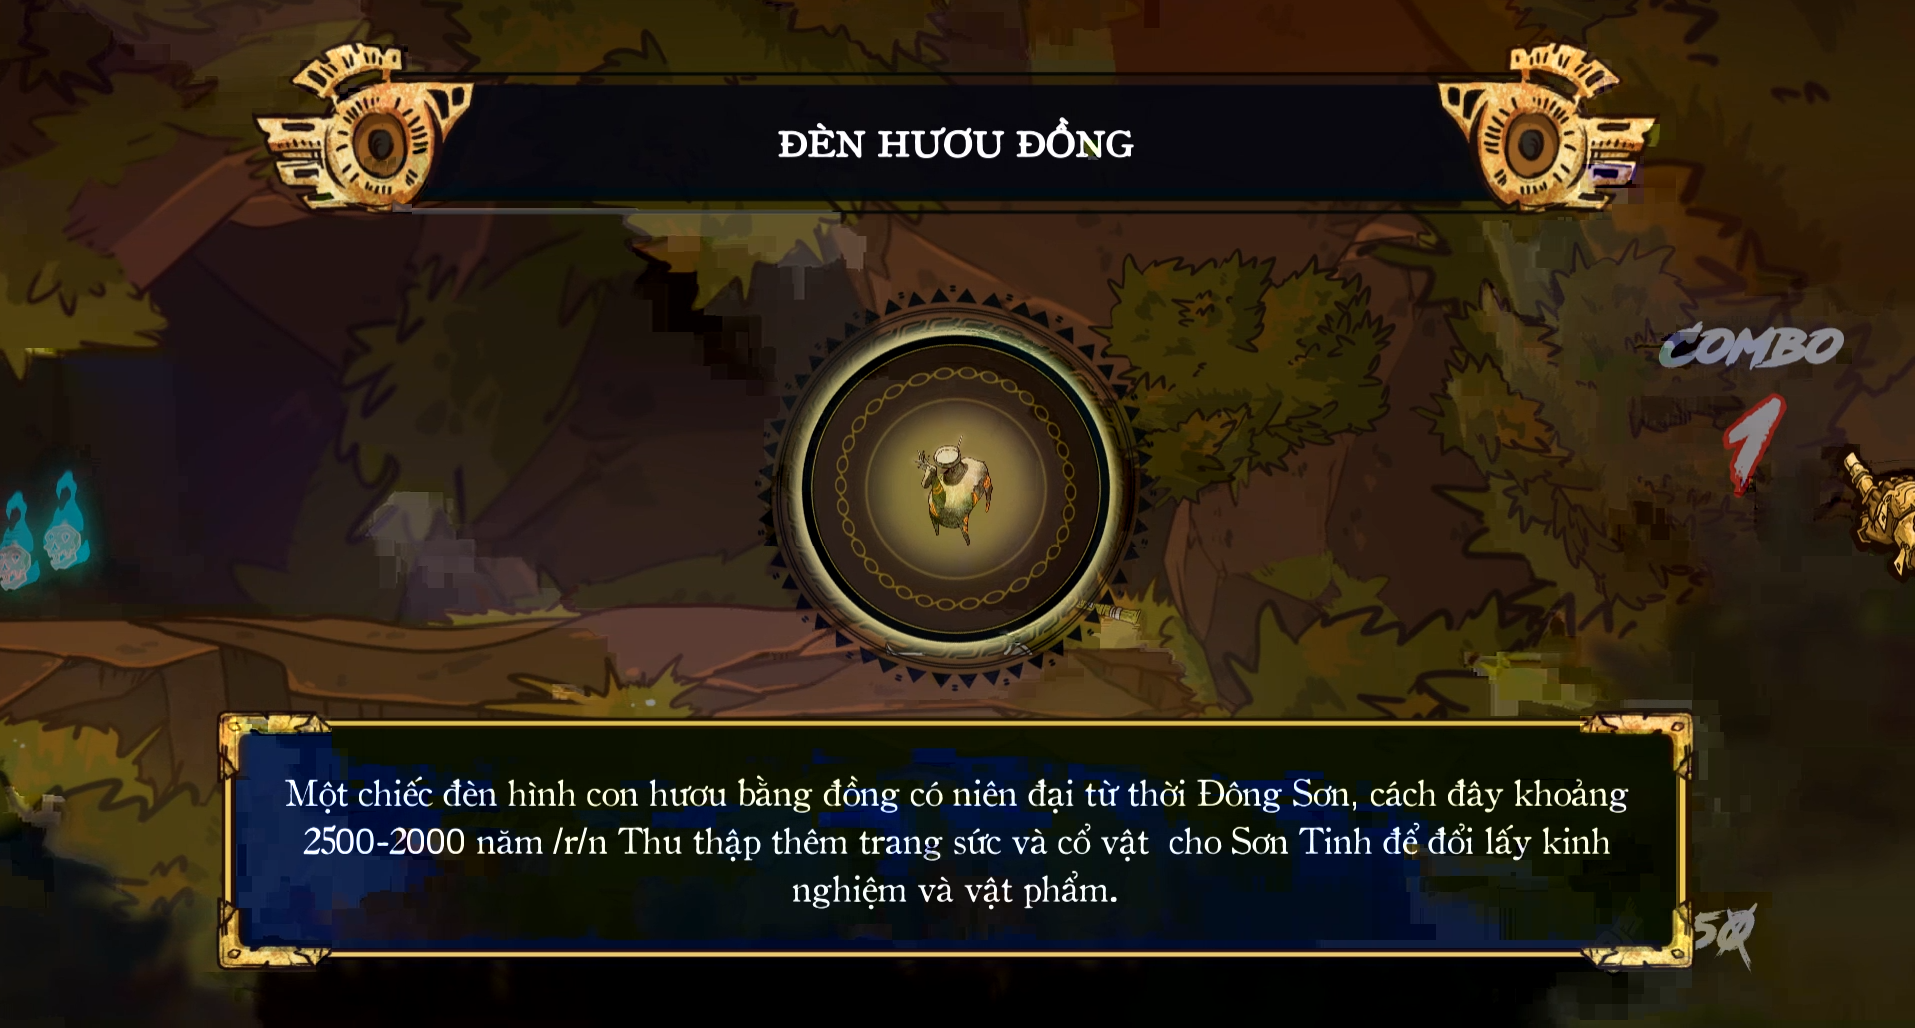 ĐÈN HƯƠU ĐỒNG
COMBO
1
Một chiếc đèn hình con hươu bằng đồng có niên đại từ thời Đông Sơn, cách đây khoảng
2500-2000 năm /r/n Thu thập thêm trang sức và cổ vật  cho Sơn Tinh để đổi lấy kinh
nghiệm và vật phẩm.